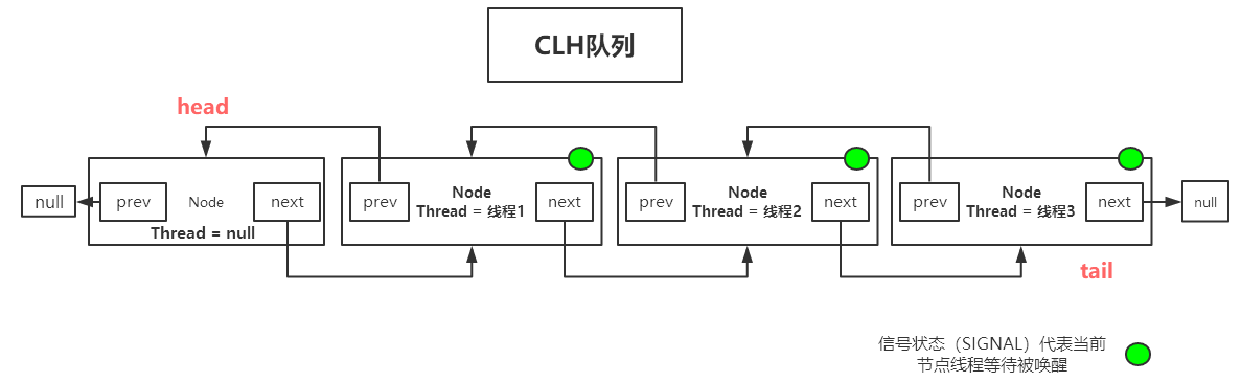 CLH队列
head
null
prev
Node
next
Thread = null
prev
Node
Thread = 线程1
next
prev
Node
Thread = 线程2
next
prev
Node
Thread = 线程3
next
null
tail
信号状态（SIGNAL）代表当前
节点线程等待被唤醒